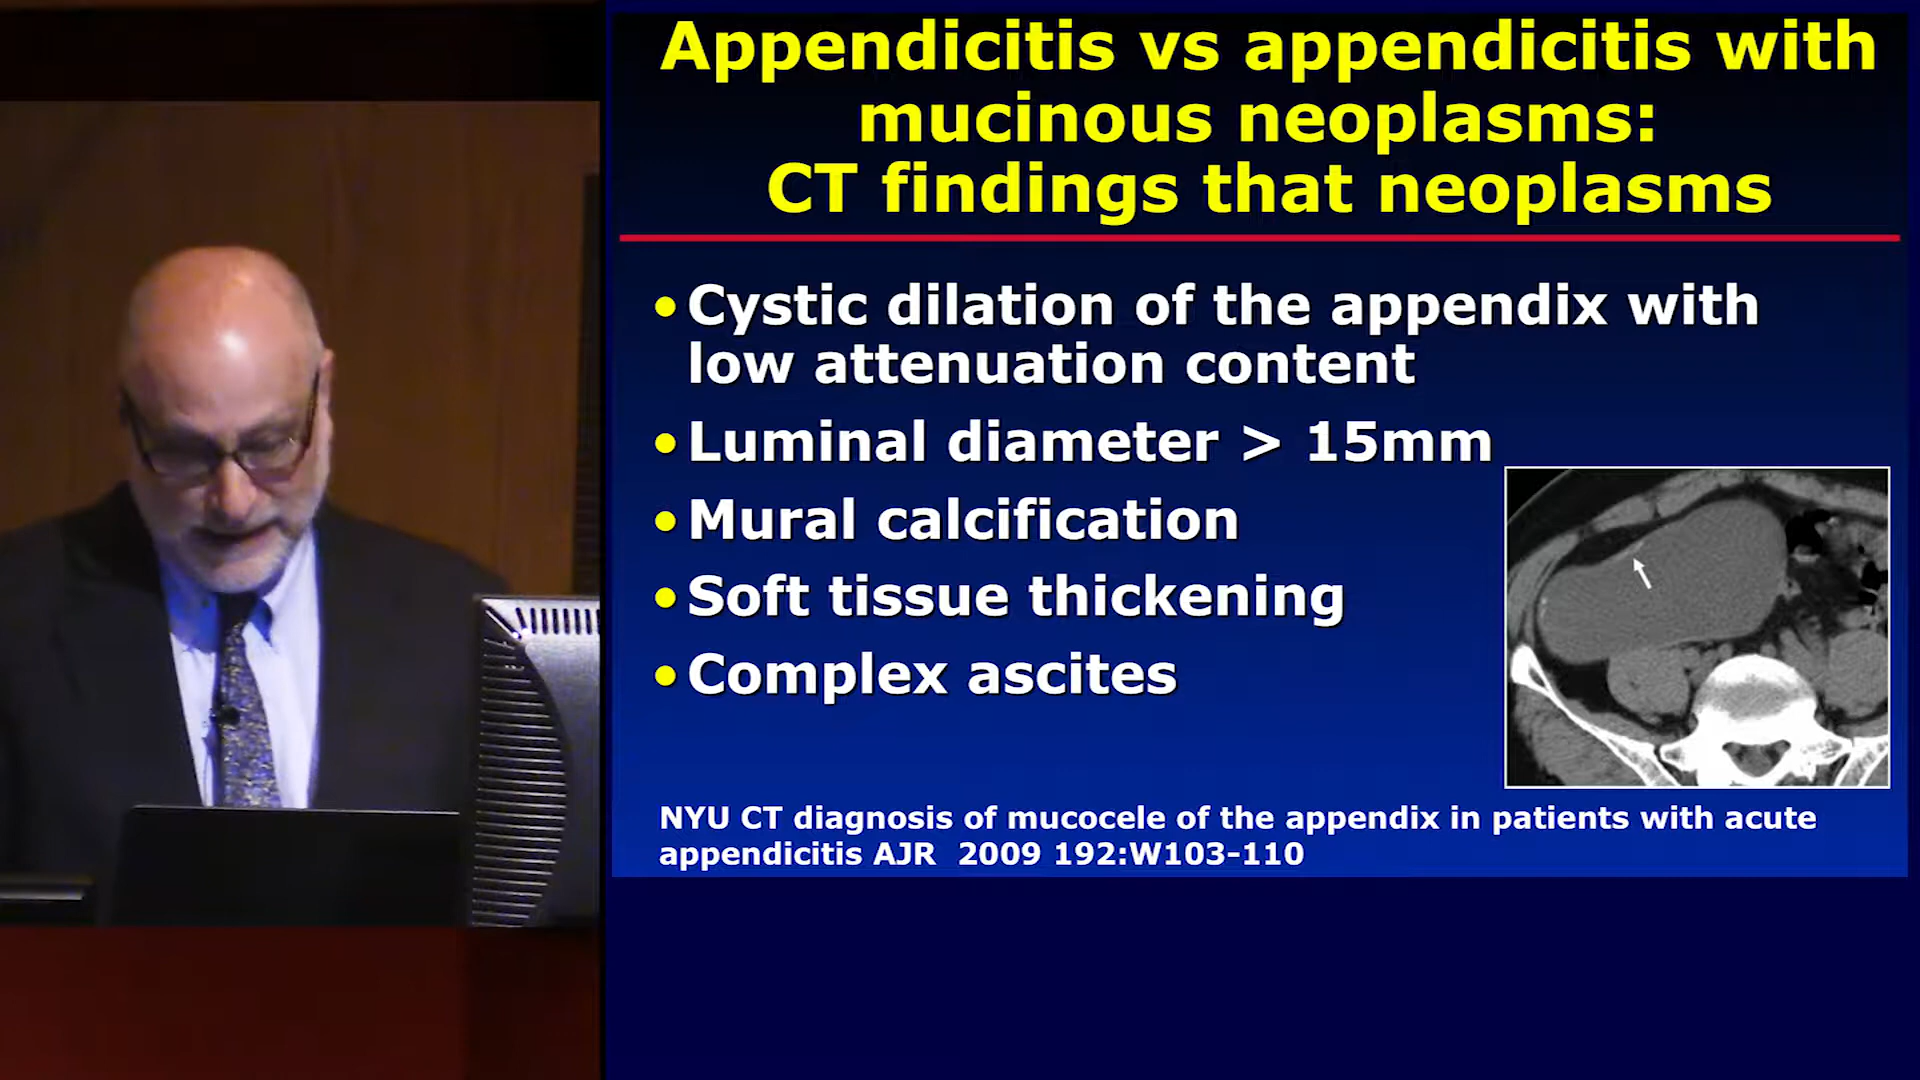 Appendicitis vs appendicitis with
mucinous neoplasms:
CT findings that neoplasms
• Cystic dilation of the appendix with
low attenuation content
• Luminal diameter > 15mm
• Mural calcification
• Soft tissue thickening
• Complex ascites
NYU CT diagnosis of mucocele of the appendix in patients with acute
appendicitis AJR 2009 192:W103-110